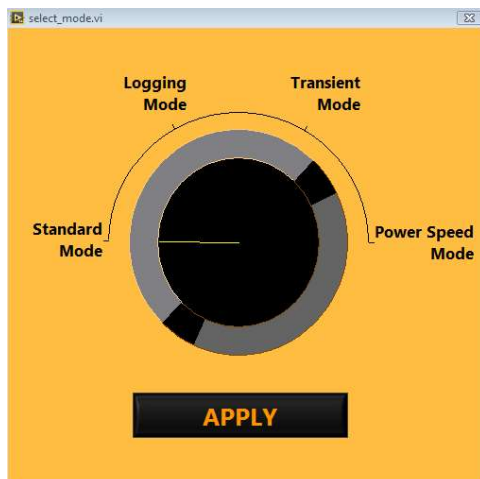 select_mode.vi
Logging
Mode
Transient
Mode
Standard
Mode
Power Speed
Mode
APPLY